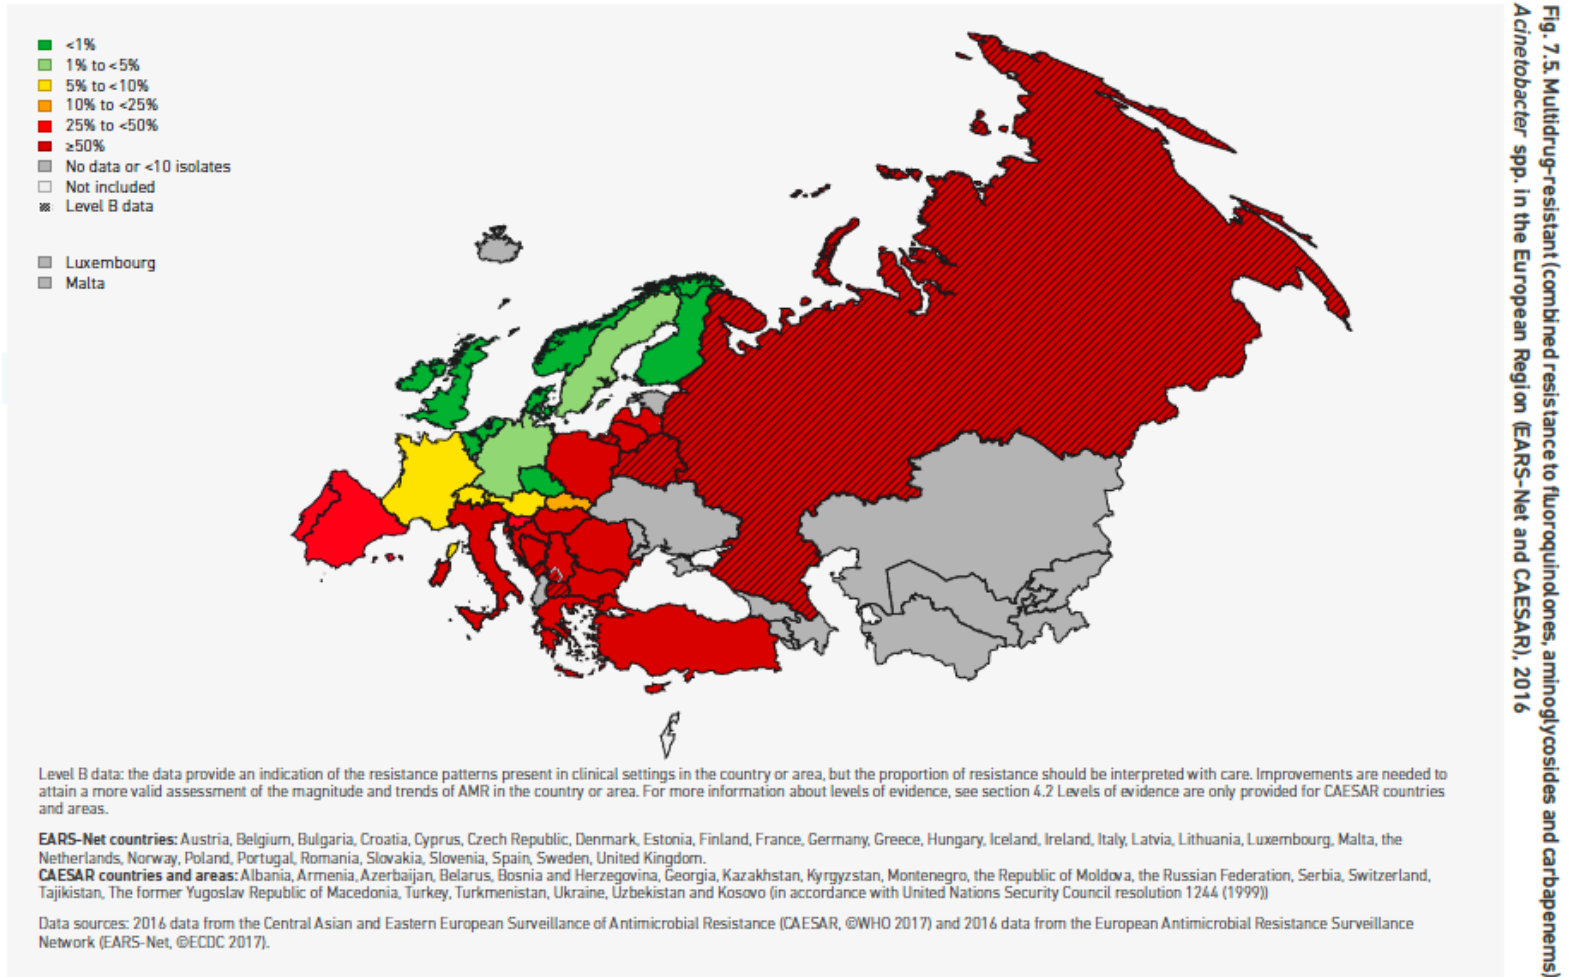 Fig. 7.5. Multidrug-resistant (combined resistance to fluoroquinolones, aminoglycosides and carbapenems)
Acinetobacter spp. in the European Region (EARS-Net and CAESAR), 2016
<1%
1% to <5%
5% to <10%
10% to <25%
25% to <50%
≥50%
No data or <10 isolates
Not included
Level B data
Luxembourg
Malta
Level B data: the data provide an indication of the resistance patterns present in clinical settings in the country or area, but the proportion of resistance should be interpreted with care. Improvements are needed to
attain a more valid assessment of the magnitude and trends of AMR in the country or area. For more information about levels of evidence, see section 4.2 Levels of evidence are only provided for CAESAR countries
and areas.
EARS-Net countries: Austria, Belgium, Bulgaria, Croatia, Cyprus, Czech Republic, Denmark, Estonia, Finland, France, Germany, Greece, Hungary, Iceland, Ireland, Italy, Latvia, Lithuania, Luxembourg, Malta, the
Netherlands, Norway, Poland, Portugal, Romania, Slovakia, Slovenia, Spain, Sweden, United Kingdom.
CAESAR countries and areas: Albania, Armenia, Azerbaijan, Belarus, Bosnia and Herzegovina, Georgia, Kazakhstan, Kyrgyzstan, Montenegro, the Republic of Moldova, the Russian Federation, Serbia, Switzerland,
Tajikistan, The former Yugoslav Republic of Macedonia, Turkey, Turkmenistan, Ukraine, Uzbekistan and Kosovo (in accordance with United Nations Security Council resolution 1244 (1999))
Data sources: 2016 data from the Central Asian and Eastern European Surveillance of Antimicrobial Resistance (CAESAR, ©WHO 2017) and 2016 data from the European Antimicrobial Resistance Surveillance
Network (EARS-Net, ©ECDC 2017).